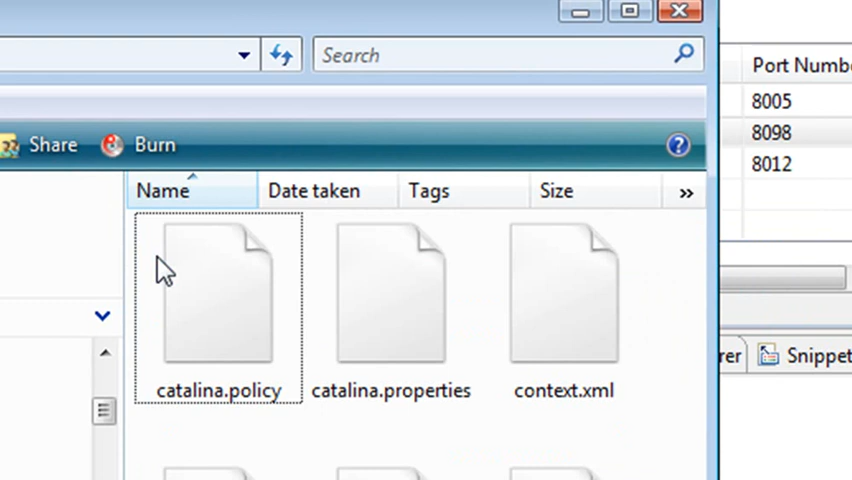 Search
Port Numb
8005
8098
8012
Share
Burn
Name
Date taken
Tags
Size
catalina.policy
catalina.properties
context.xml
rer
Snippet